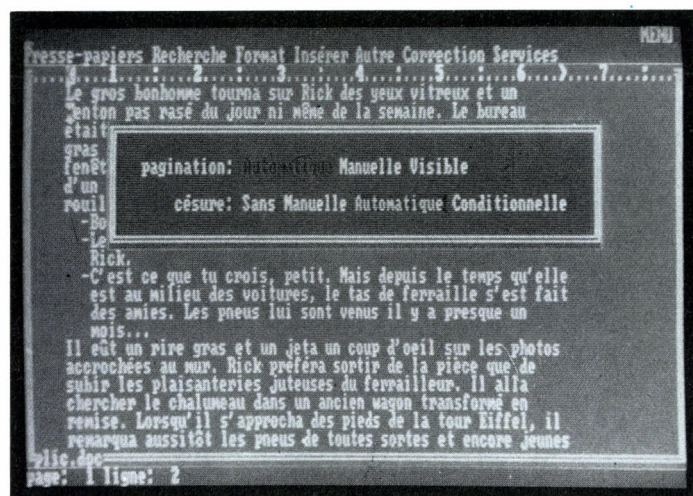 MENU
Presse-papiers Recherche Format Insérer Autre Correction Services
1 2 3 4 5 6 7
Le gros bonhomme tourna sur Rick des yeux vitreux et un
menton pas rasé du jour ni même de la semaine. Le bureau
était
gras
fenêt
d'un
rouil
pagination: Automatique Manuelle Visible
césure: Sans Manuelle Automatique Conditionnelle
-Bo
-Le
Rick.
-C'est ce que tu crois, petit. Mais depuis le temps qu'elle
est au milieu des voitures, le tas de ferraille s'est fait
des amies. Les pneus lui sont venus il y a presque un
mois...
Il eût un rire gras et un jeta un coup d'oeil sur les photos
accrochées au mur. Rick préféra sortir de la pièce que de
subir les plaisanteries juteuses du ferrailleur. Il alla
chercher le chalumeau dans un ancien wagon transformé en
remise. Lorsqu'il s'approcha des pieds de la tour Eiffel, il
remarqua aussitôt les pneus de toutes sortes et encore jeunes
plic.doc
page: 1 ligne: 2